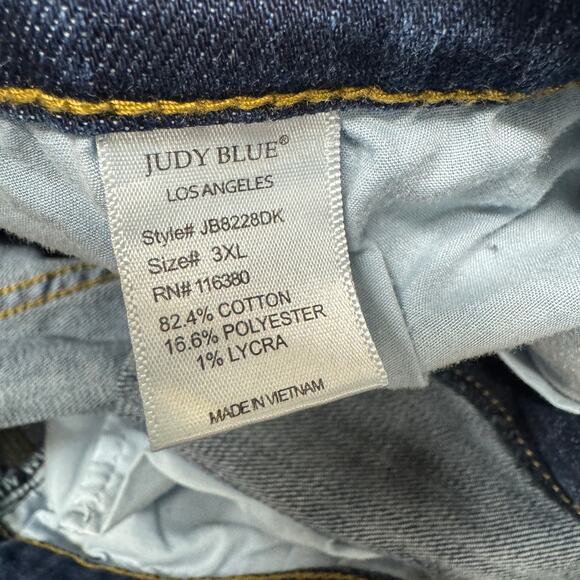 JUDY BLUE®
LOS ANGELES
Style# JB8228DK
Size# 3XL
RN# 116380
82.4% COTTON
16.6% POLYESTER
1% LYCRA
MADE IN VIETNAM